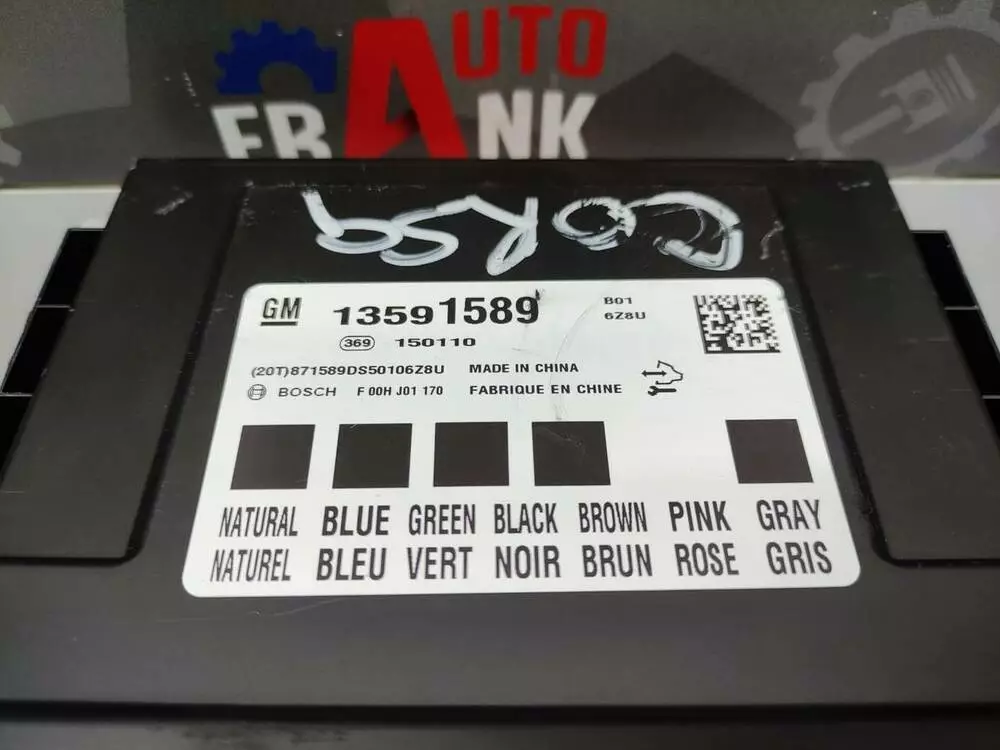 AUTO
FRANK
CORSA
GM 13591589 B01
6Z8U
369 150110
(20T)871589DS50106Z8U MADE IN CHINA
BOSCH F 00H J01 170 FABRIQUE EN CHINE
NATURAL BLUE GREEN BLACK BROWN PINK GRAY
NATUREL BLEU VERT NOIR BRUN ROSE GRIS